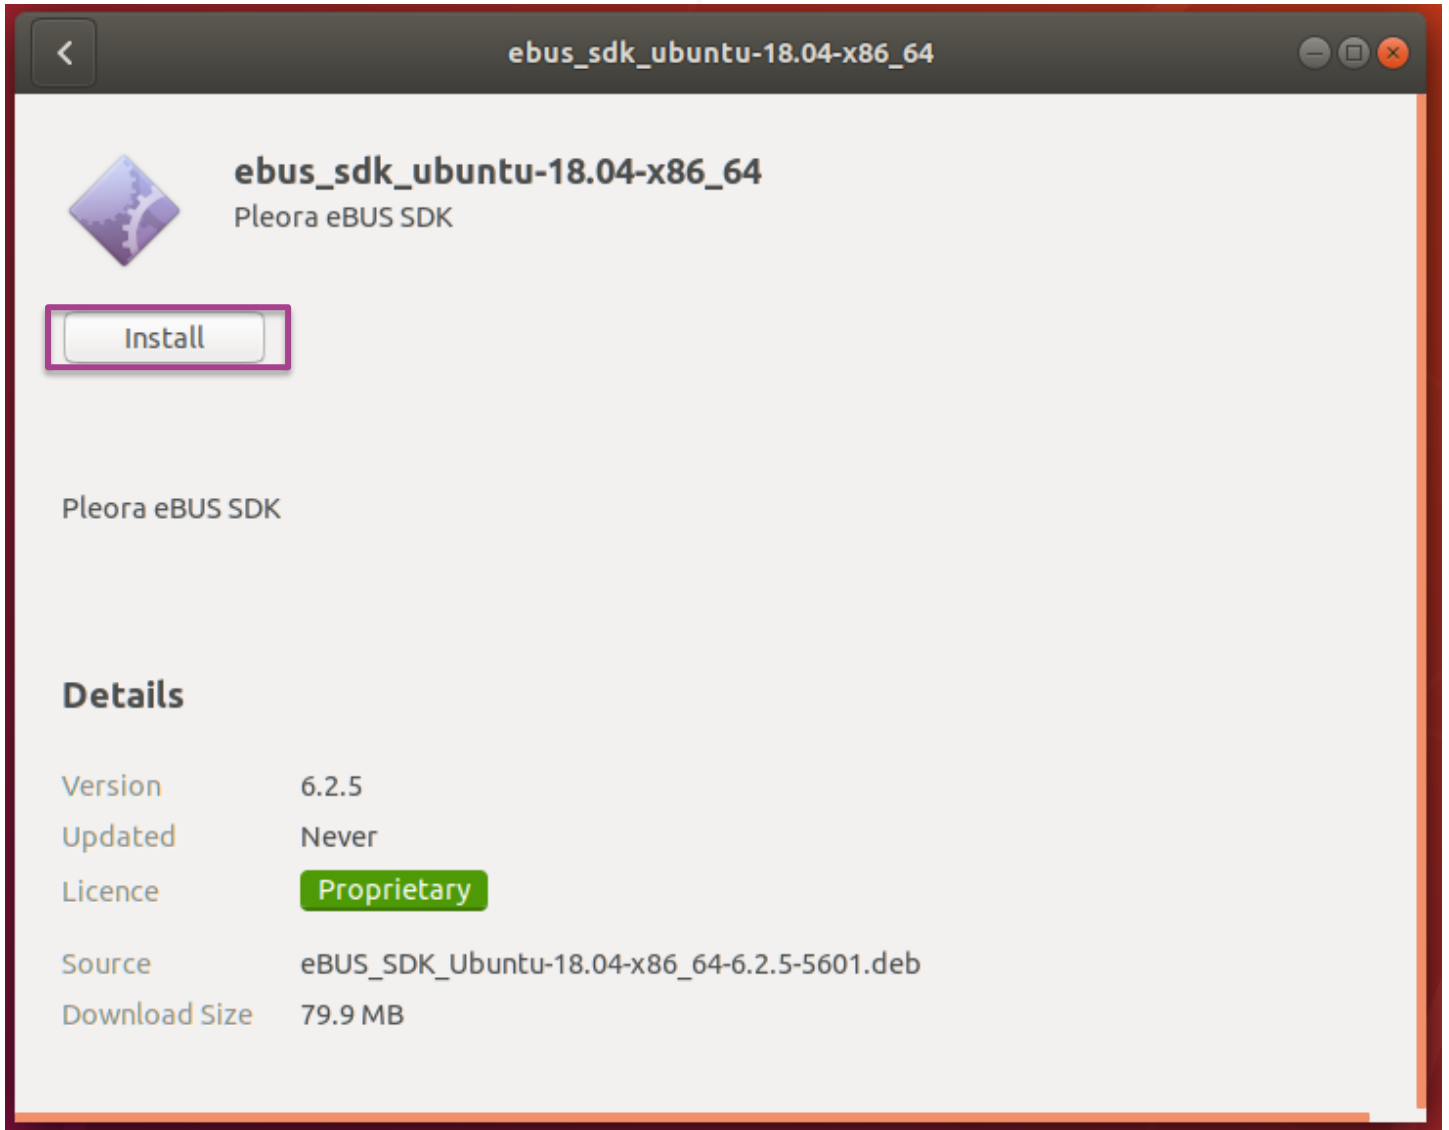 ebus_sdk_ubuntu-18.04-x86_64
ebus_sdk_ubuntu-18.04-x86_64
Pleora eBUS SDK
Install
Pleora eBUS SDK
Details
Version 6.2.5
Updated Never
Licence Proprietary
Source eBUS_SDK_Ubuntu-18.04-x86_64-6.2.5-5601.deb
Download Size 79.9 MB